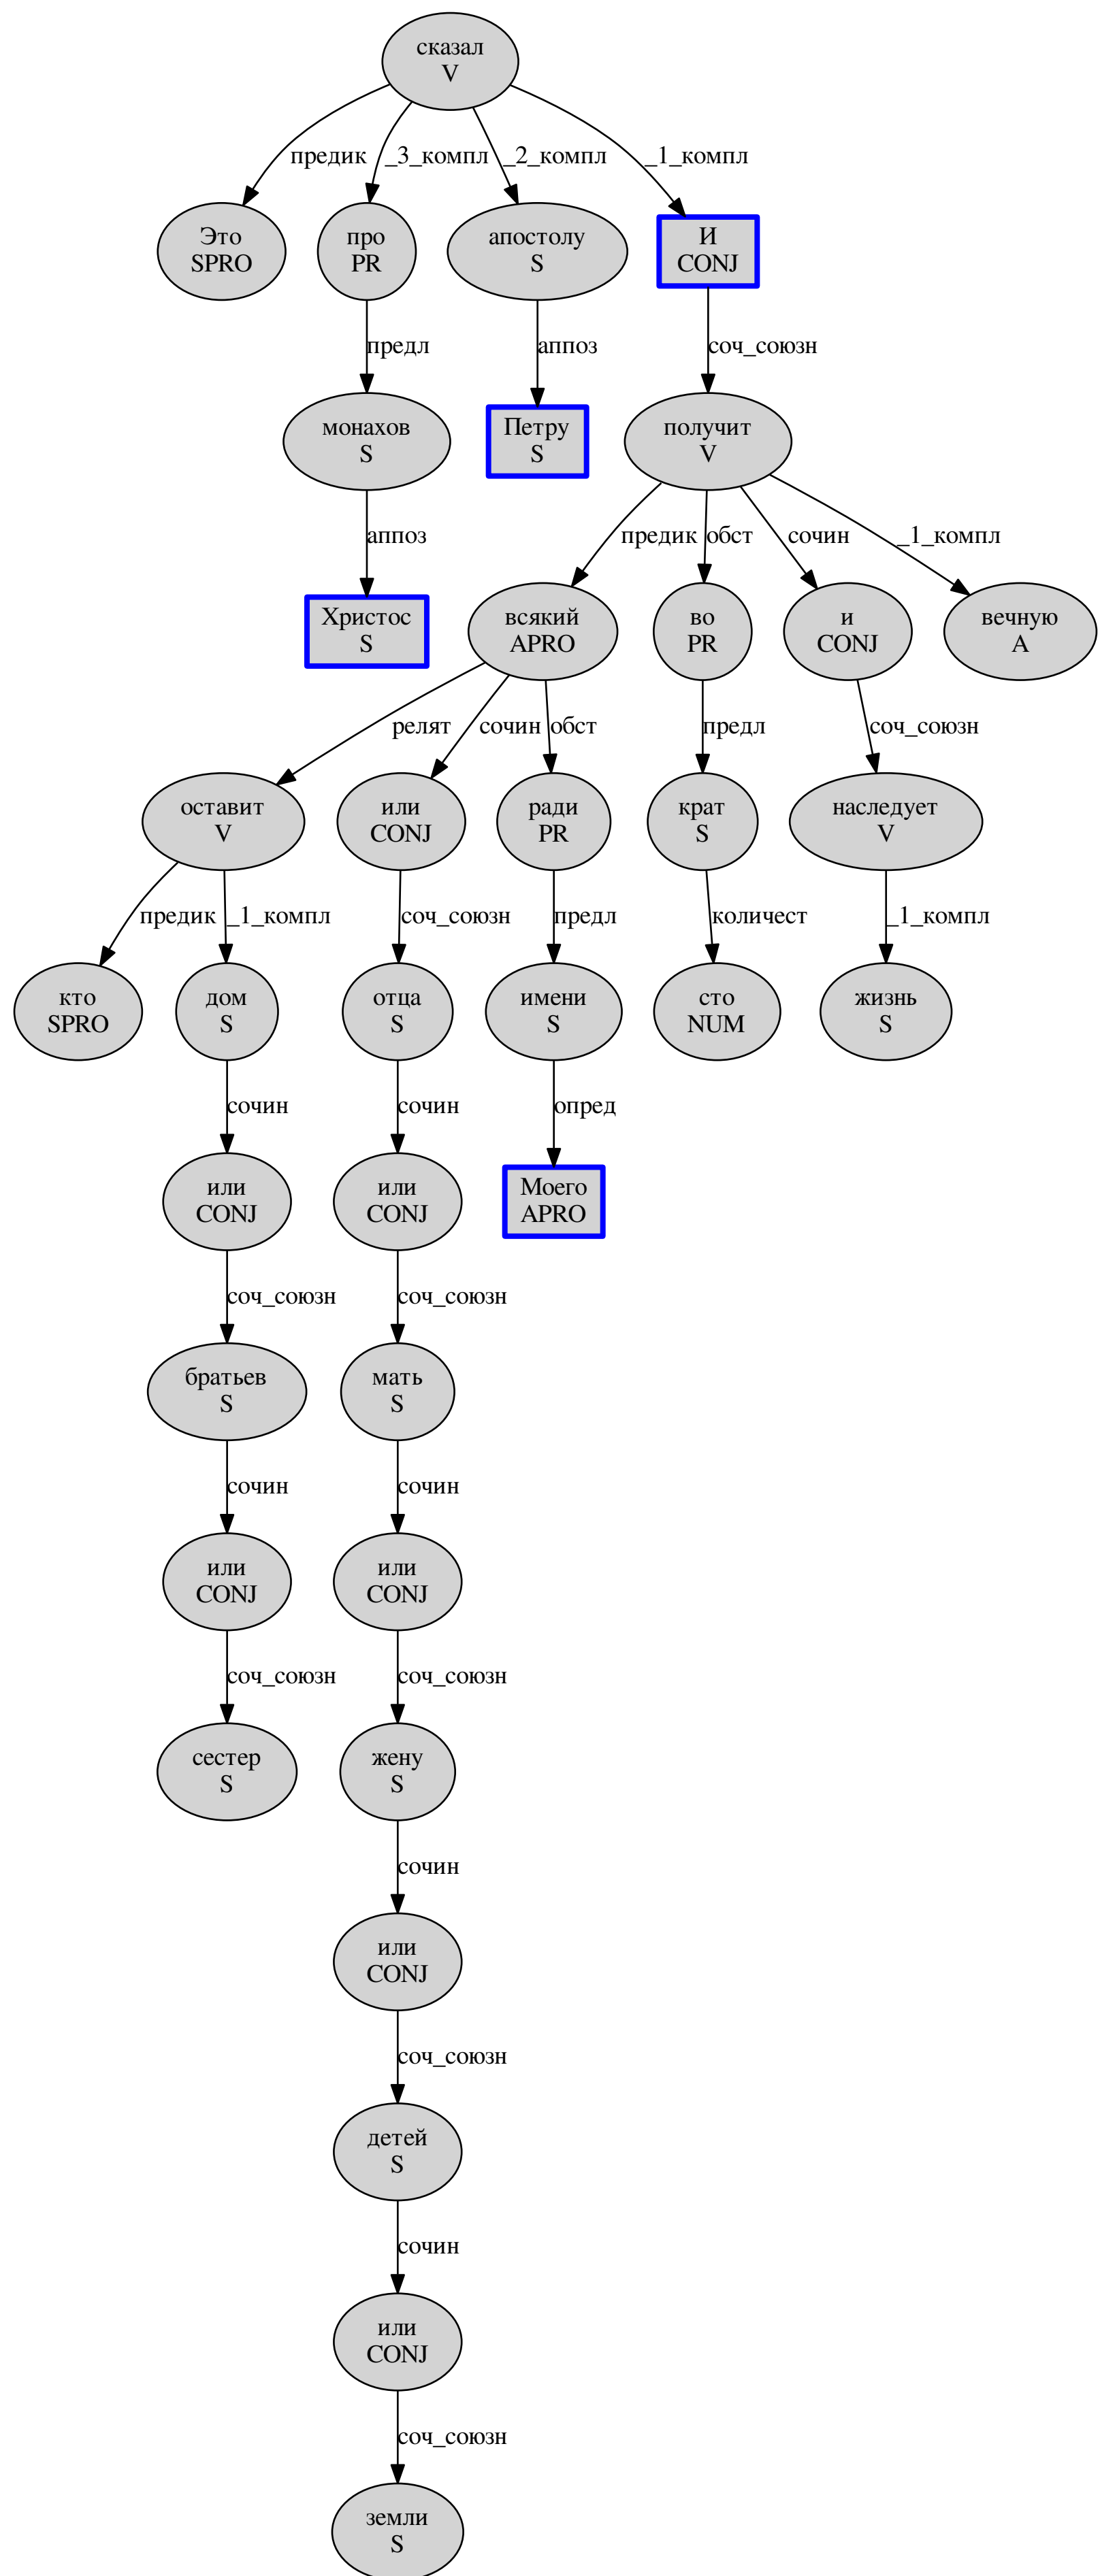 сказал
V
предик
_3_компл
_2_компл
_1_компл
Это
SPRO
про
PR
апостолу
S
И
CONJ
предл
аппоз
соч_союзн
монахов
S
Петру
S
получит
V
аппоз
предик
обст
сочин
_1_компл
Христос
S
всякий
APRO
во
PR
и
CONJ
вечную
A
релят
сочин
обст
предл
соч_союзн
оставит
V
или
CONJ
ради
PR
крат
S
наследует
V
предик
_1_компл
соч_союзн
предл
количест
_1_компл
кто
SPRO
дом
S
отца
S
имени
S
сто
NUM
жизнь
S
сочин
сочин
опред
или
CONJ
или
CONJ
Моего
APRO
соч_союзн
соч_союзн
братьев
S
мать
S
сочин
сочин
или
CONJ
или
CONJ
соч_союзн
соч_союзн
сестер
S
жену
S
сочин
или
CONJ
соч_союзн
детей
S
сочин
или
CONJ
соч_союзн
земли
S